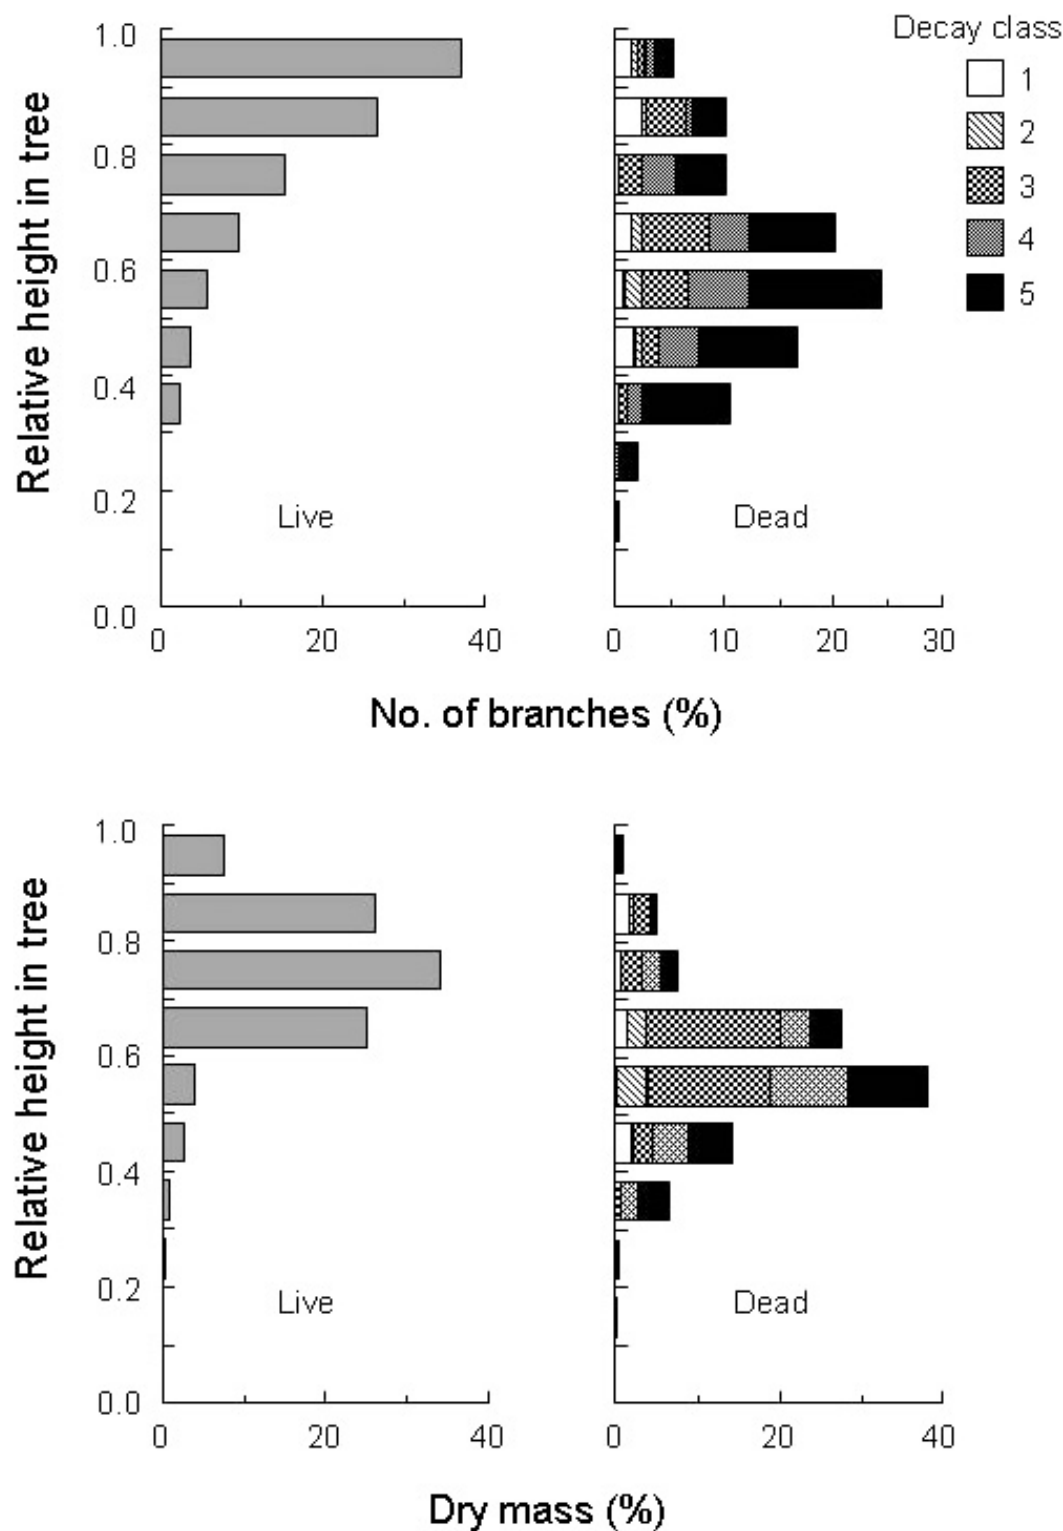 Decay class
1
2
3
4
5
Relative height in tree
1.0
0.8
0.6
0.4
0.2
0.0
Live
Dead
0 20 40
0 10 20 30
No. of branches (%)
Relative height in tree
1.0
0.8
0.6
0.4
0.2
0.0
Live
Dead
0 20 40
0 20 40
Dry mass (%)